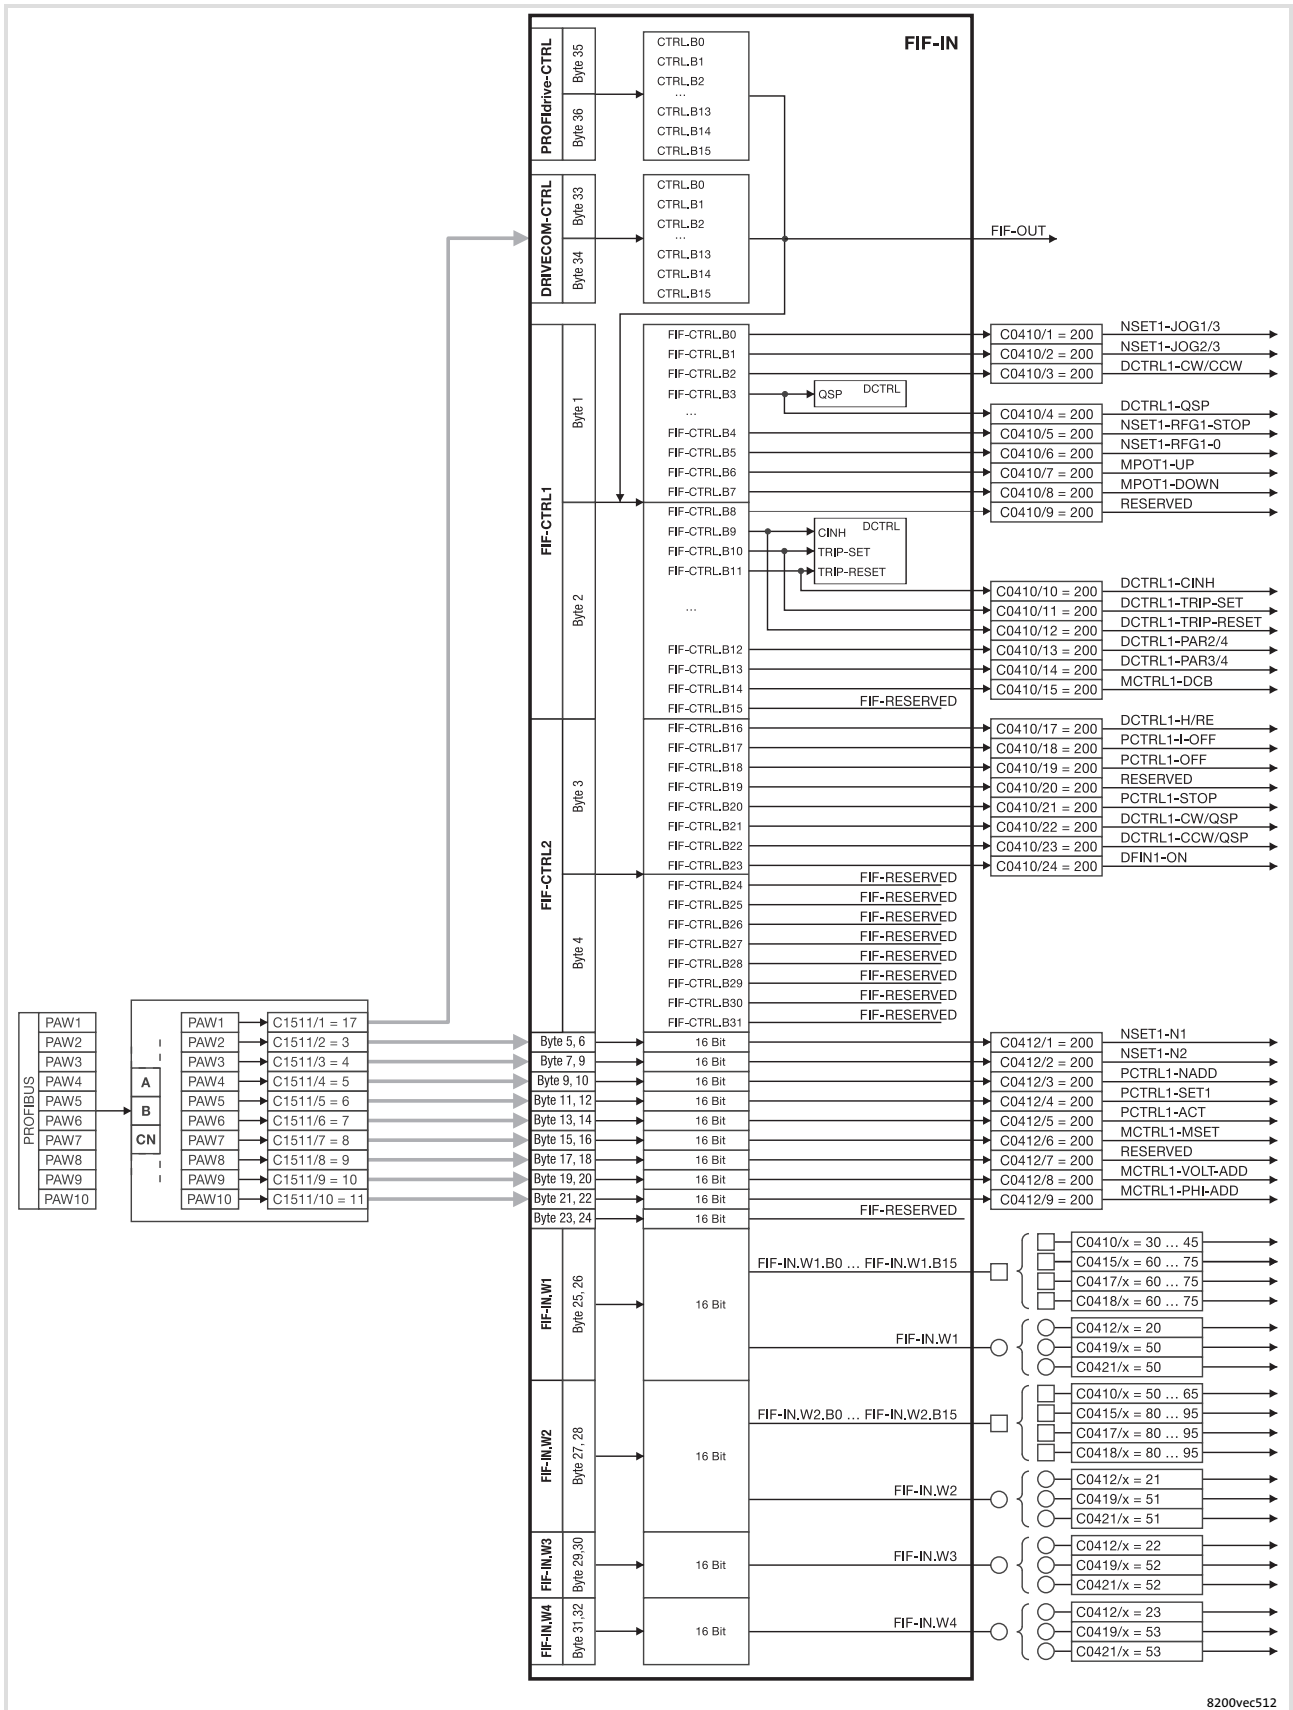 FIF-IN
PROFIdrive-CTRL
Byte 35
Byte 36
CTRL.B0
CTRL.B1
CTRL.B2
...
CTRL.B13
CTRL.B14
CTRL.B15
DRIVECOM-CTRL
Byte 33
Byte 34
CTRL.B0
CTRL.B1
CTRL.B2
...
CTRL.B13
CTRL.B14
CTRL.B15
FIF-OUT
FIF-CTRL1
Byte 1
Byte 2
FIF-CTRL.B0 C0410/1 = 200 NSET1-JOG1/3
FIF-CTRL.B1 C0410/2 = 200 NSET1-JOG2/3
FIF-CTRL.B2 C0410/3 = 200 DCTRL1-CW/CCW
FIF-CTRL.B3 QSP DCTRL
... C0410/4 = 200 DCTRL1-QSP
FIF-CTRL.B4 C0410/5 = 200 NSET1-RFG1-STOP
FIF-CTRL.B5 C0410/6 = 200 NSET1-RFG1-0
FIF-CTRL.B6 C0410/7 = 200 MPOT1-UP
FIF-CTRL.B7 C0410/8 = 200 MPOT1-DOWN
FIF-CTRL.B8 C0410/9 = 200 RESERVED
FIF-CTRL.B9 CINH DCTRL
FIF-CTRL.B10 TRIP-SET
FIF-CTRL.B11 TRIP-RESET
C0410/10 = 200 DCTRL1-CINH
... C0410/11 = 200 DCTRL1-TRIP-SET
C0410/12 = 200 DCTRL1-TRIP-RESET
FIF-CTRL.B12 C0410/13 = 200 DCTRL1-PAR2/4
FIF-CTRL.B13 C0410/14 = 200 DCTRL1-PAR3/4
FIF-CTRL.B14 C0410/15 = 200 MCTRL1-DCB
FIF-CTRL.B15 FIF-RESERVED
FIF-CTRL2
Byte 3
Byte 4
FIF-CTRL.B16 C0410/17 = 200 DCTRL1-H/RE
FIF-CTRL.B17 C0410/18 = 200 PCTRL1-I-OFF
FIF-CTRL.B18 C0410/19 = 200 PCTRL1-OFF
FIF-CTRL.B19 C0410/20 = 200 RESERVED
FIF-CTRL.B20 C0410/21 = 200 PCTRL1-STOP
FIF-CTRL.B21 C0410/22 = 200 DCTRL1-CW/QSP
FIF-CTRL.B22 C0410/23 = 200 DCTRL1-CCW/QSP
FIF-CTRL.B23 C0410/24 = 200 DFIN1-ON
FIF-CTRL.B24 FIF-RESERVED
FIF-CTRL.B25 FIF-RESERVED
FIF-CTRL.B26 FIF-RESERVED
FIF-CTRL.B27 FIF-RESERVED
FIF-CTRL.B28 FIF-RESERVED
FIF-CTRL.B29 FIF-RESERVED
FIF-CTRL.B30 FIF-RESERVED
FIF-CTRL.B31 FIF-RESERVED
PROFIBUS
A
B
CN
PAW1 PAW1 C1511/1 = 17
PAW2 PAW2 C1511/2 = 3 Byte 5, 6 16 Bit C0412/1 = 200 NSET1-N1
PAW3 PAW3 C1511/3 = 4 Byte 7, 9 16 Bit C0412/2 = 200 NSET1-N2
PAW4 PAW4 C1511/4 = 5 Byte 9, 10 16 Bit C0412/3 = 200 PCTRL1-NADD
PAW5 PAW5 C1511/5 = 6 Byte 11, 12 16 Bit C0412/4 = 200 PCTRL1-SET1
PAW6 PAW6 C1511/6 = 7 Byte 13, 14 16 Bit C0412/5 = 200 PCTRL1-ACT
PAW7 PAW7 C1511/7 = 8 Byte 15, 16 16 Bit C0412/6 = 200 MCTRL1-MSET
PAW8 PAW8 C1511/8 = 9 Byte 17, 18 16 Bit C0412/7 = 200 RESERVED
PAW9 PAW9 C1511/9 = 10 Byte 19, 20 16 Bit C0412/8 = 200 MCTRL1-VOLT-ADD
PAW10 PAW10 C1511/10 = 11 Byte 21, 22 16 Bit C0412/9 = 200 MCTRL1-PHI-ADD
Byte 23, 24 16 Bit FIF-RESERVED
FIF-IN.W1
Byte 25, 26
16 Bit
FIF-IN.W1.B0 ... FIF-IN.W1.B15
C0410/x = 30 ... 45
C0415/x = 60 ... 75
C0417/x = 60 ... 75
C0418/x = 60 ... 75
FIF-IN.W1
C0412/x = 20
C0419/x = 50
C0421/x = 50
FIF-IN.W2
Byte 27, 28
16 Bit
FIF-IN.W2.B0 ... FIF-IN.W2.B15
C0410/x = 50 ... 65
C0415/x = 80 ... 95
C0417/x = 80 ... 95
C0418/x = 80 ... 95
FIF-IN.W2
C0412/x = 21
C0419/x = 51
C0421/x = 51
FIF-IN.W3
Byte 29,30
16 Bit
FIF-IN.W3
C0412/x = 22
C0419/x = 52
C0421/x = 52
FIF-IN.W4
Byte 31,32
16 Bit
FIF-IN.W4
C0412/x = 23
C0419/x = 53
C0421/x = 53
8200vec512